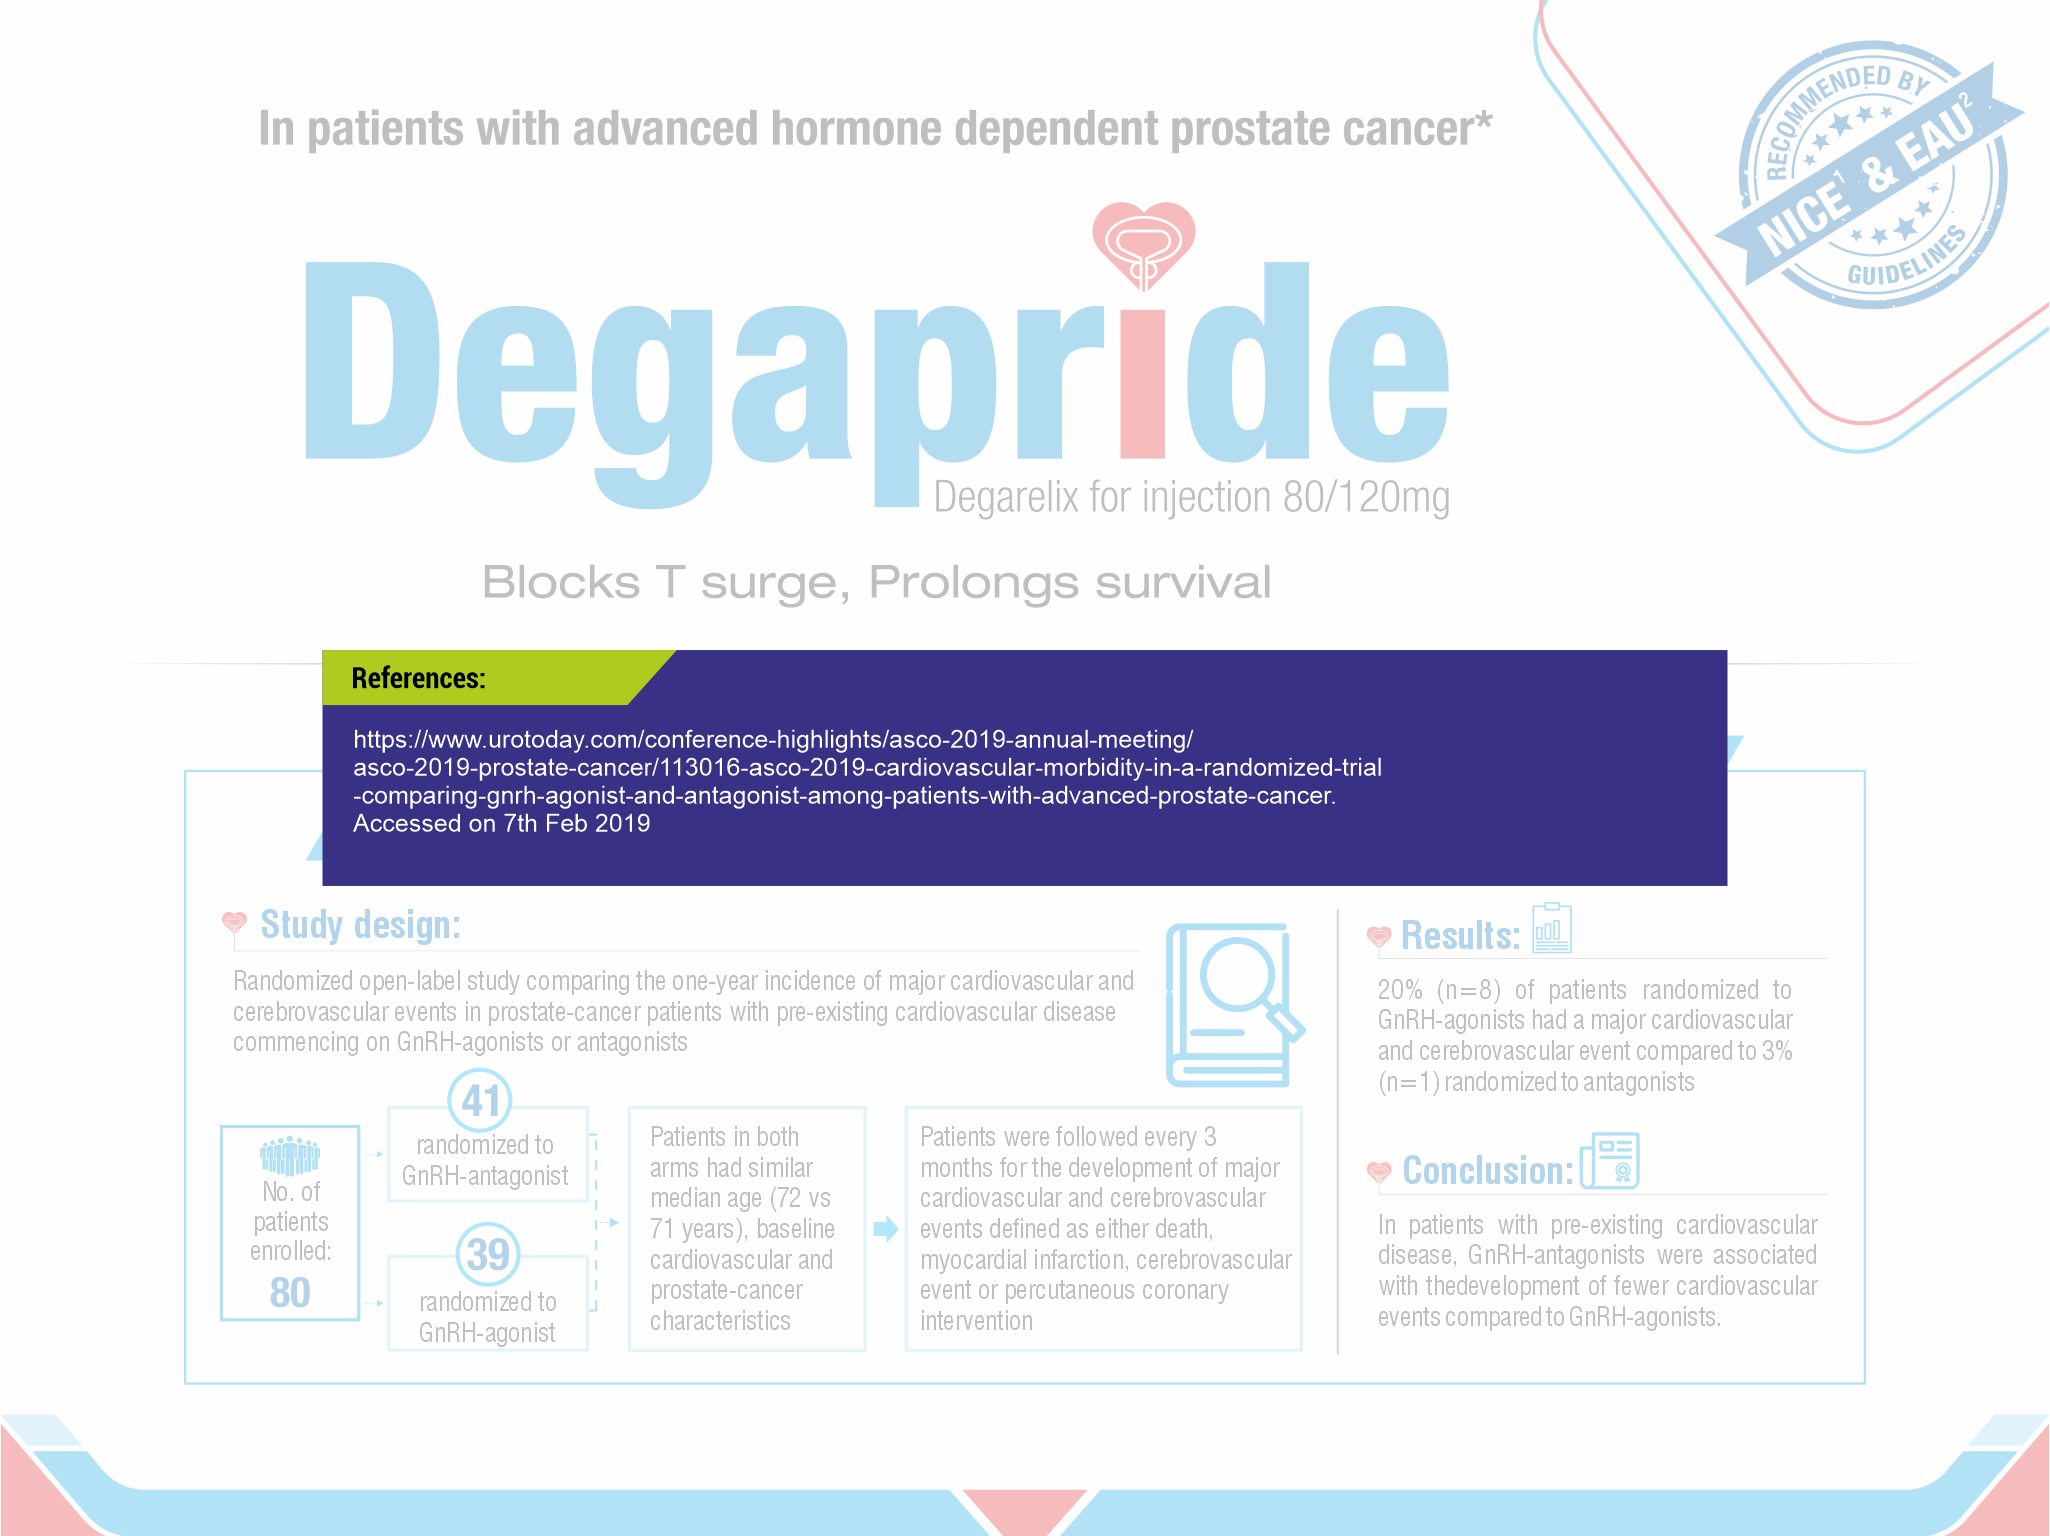 In patients with advanced hormone dependent prostate cancer*
RECOMMENDED BY
NICE1 & EAU2
GUIDELINES
Degapride
Degarelix for injection 80/120mg
Blocks T surge, Prolongs survival
References:
https://www.urotoday.com/conference-highlights/asco-2019-annual-meeting/
asco-2019-prostate-cancer/113016-asco-2019-cardiovascular-morbidity-in-a-randomized-trial
-comparing-gnrh-agonist-and-antagonist-among-patients-with-advanced-prostate-cancer.
Accessed on 7th Feb 2019
Study design:
Randomized open-label study comparing the one-year incidence of major cardiovascular and
cerebrovascular events in prostate-cancer patients with pre-existing cardiovascular disease
commencing on GnRH-agonists or antagonists
No. of
patients
enrolled:
80
41
randomized to
GnRH-antagonist
39
randomized to
GnRH-agonist
Patients in both
arms had similar
median age (72 vs
71 years), baseline
cardiovascular and
prostate-cancer
characteristics
Patients were followed every 3
months for the development of major
cardiovascular and cerebrovascular
events defined as either death,
myocardial infarction, cerebrovascular
event or percutaneous coronary
intervention
Results:
20% (n=8) of patients randomized to
GnRH-agonists had a major cardiovascular
and cerebrovascular event compared to 3%
(n=1) randomized to antagonists
Conclusion:
In patients with pre-existing cardiovascular
disease, GnRH-antagonists were associated
with thedevelopment of fewer cardiovascular
events compared to GnRH-agonists.